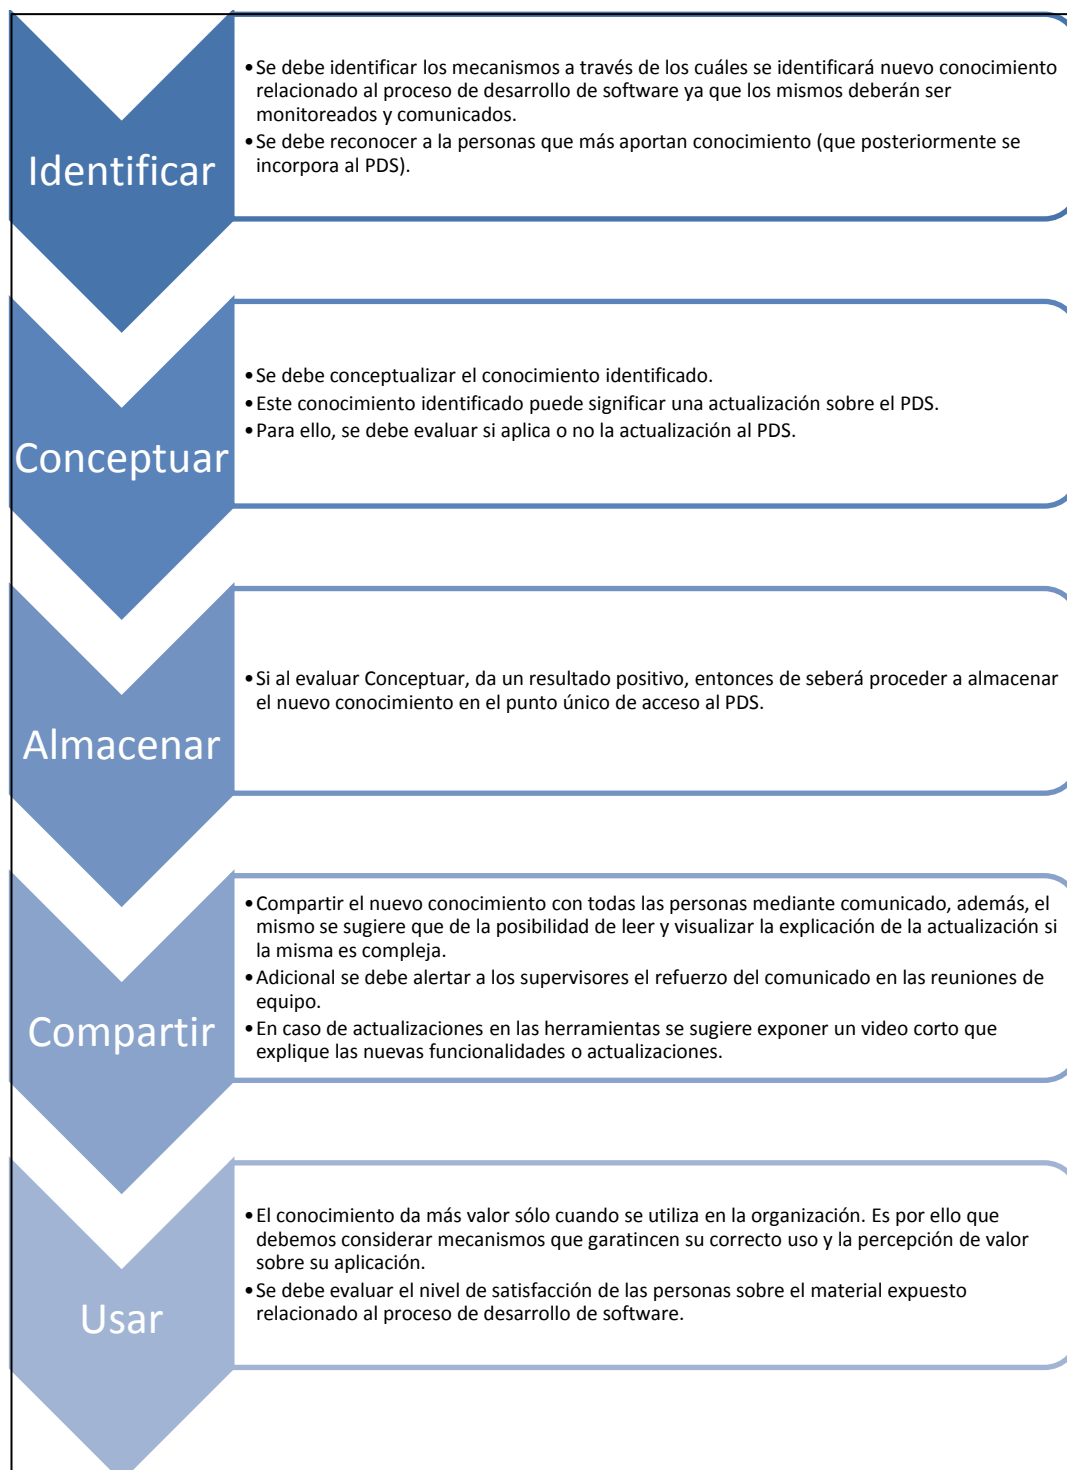 Identificar
•Se debe identificar los mecanismos a través de los cuáles se identificará nuevo conocimiento
relacionado al proceso de desarrollo de software ya que los mismos deberán ser
monitoreados y comunicados.
•Se debe reconocer a la personas que más aportan conocimiento (que posteriormente se
incorpora al PDS).
Conceptuar
•Se debe conceptualizar el conocimiento identificado.
•Este conocimiento identificado puede significar una actualización sobre el PDS.
•Para ello, se debe evaluar si aplica o no la actualización al PDS.
Almacenar
•Si al evaluar Conceptuar, da un resultado positivo, entonces de seberá proceder a almacenar
el nuevo conocimiento en el punto único de acceso al PDS.
Compartir
•Compartir el nuevo conocimiento con todas las personas mediante comunicado, además, el
mismo se sugiere que de la posibilidad de leer y visualizar la explicación de la actualización si
la misma es compleja.
•Adicional se debe alertar a los supervisores el refuerzo del comunicado en las reuniones de
equipo.
•En caso de actualizaciones en las herramientas se sugiere exponer un video corto que
explique las nuevas funcionalidades o actualizaciones.
Usar
•El conocimiento da más valor sólo cuando se utiliza en la organización. Es por ello que
debemos considerar mecanismos que garatincen su correcto uso y la percepción de valor
sobre su aplicación.
•Se debe evaluar el nivel de satisfacción de las personas sobre el material expuesto
relacionado al proceso de desarrollo de software.